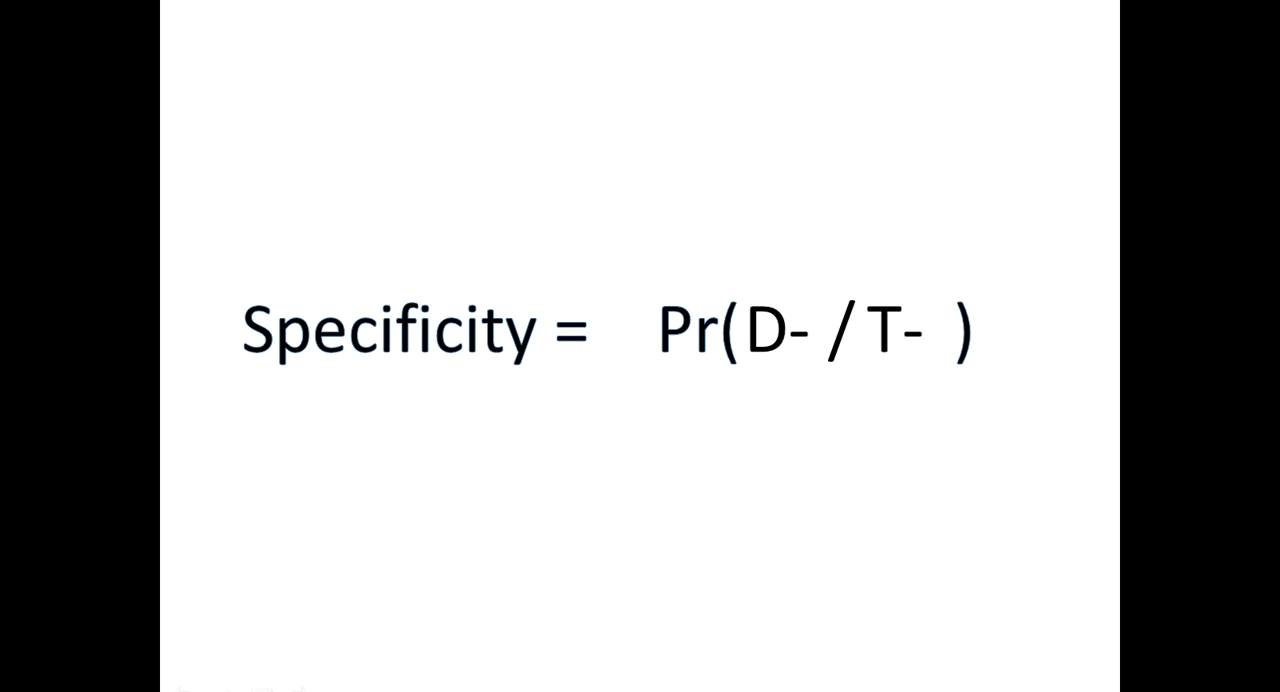 Specificity = Pr( D- / T- )